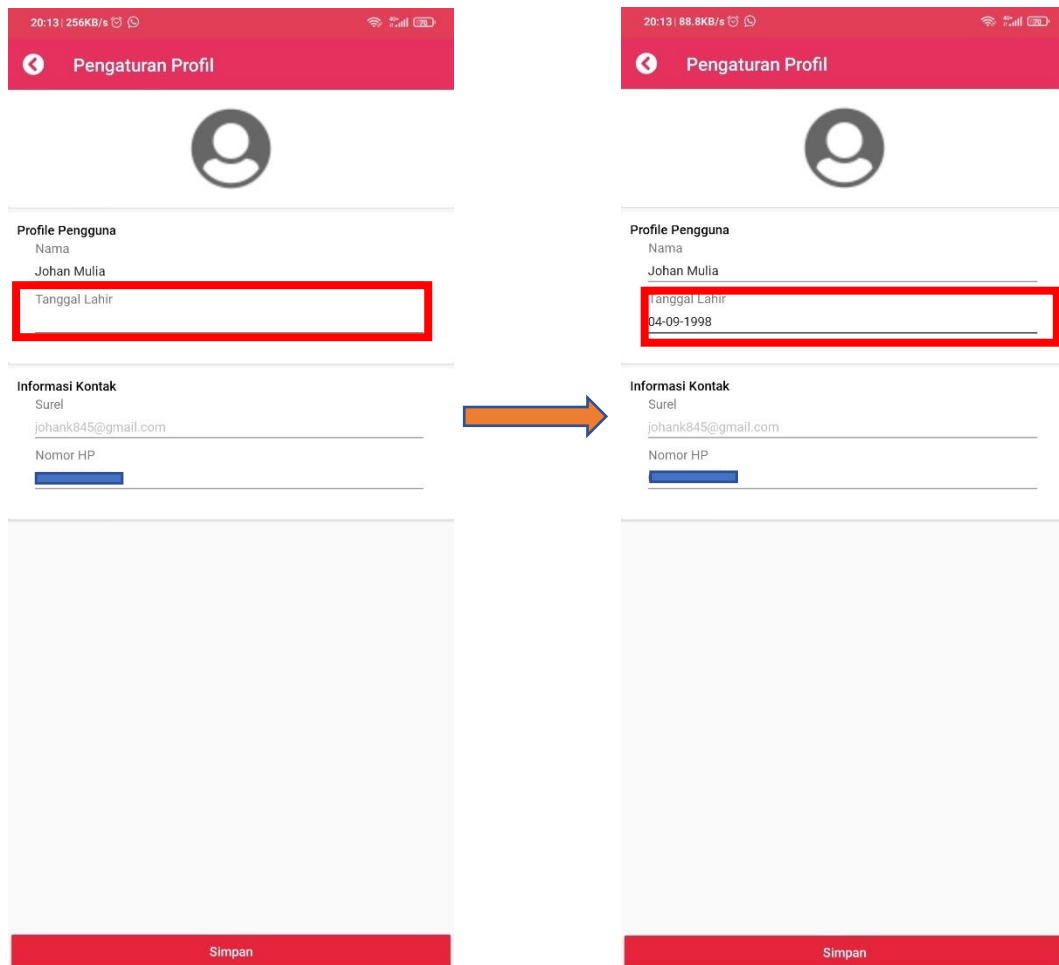 20:13 | 256KB/s
Pengaturan Profil
Profile Pengguna
Nama
Johan Mulia
Tanggal Lahir
Informasi Kontak
Surel
johank845@gmail.com
Nomor HP
Simpan
20:13 | 88.8KB/s
Pengaturan Profil
Profile Pengguna
Nama
Johan Mulia
Tanggal Lahir
04-09-1998
Informasi Kontak
Surel
johank845@gmail.com
Nomor HP
Simpan